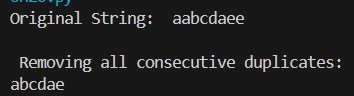 Original String:  aabcdaee
 Removing all consecutive duplicates:
abcdae